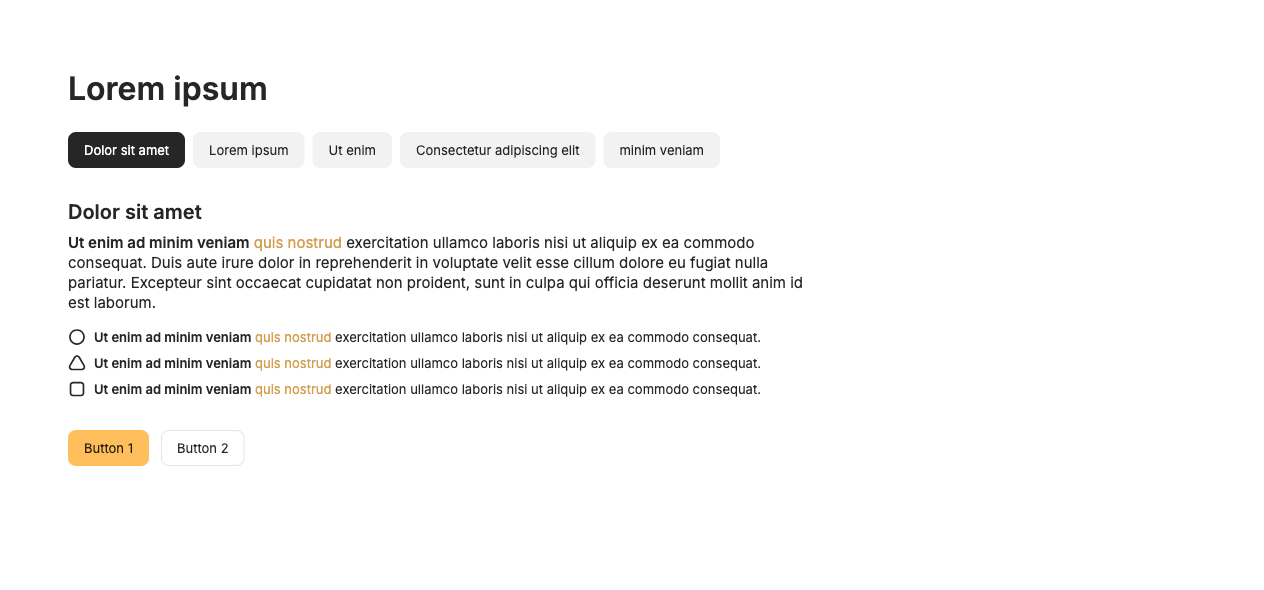 Lorem ipsum
Dolor sit amet Lorem ipsum Ut enim Consectetur adipiscing elit minim veniam
Dolor sit amet
Ut enim ad minim veniam quis nostrud exercitation ullamco laboris nisi ut aliquip ex ea commodo
consequat. Duis aute irure dolor in reprehenderit in voluptate velit esse cillum dolore eu fugiat nulla
pariatur. Excepteur sint occaecat cupidatat non proident, sunt in culpa qui officia deserunt mollit anim id
est laborum.
Ut enim ad minim veniam quis nostrud exercitation ullamco laboris nisi ut aliquip ex ea commodo consequat.
Ut enim ad minim veniam quis nostrud exercitation ullamco laboris nisi ut aliquip ex ea commodo consequat.
Ut enim ad minim veniam quis nostrud exercitation ullamco laboris nisi ut aliquip ex ea commodo consequat.
Button 1 Button 2